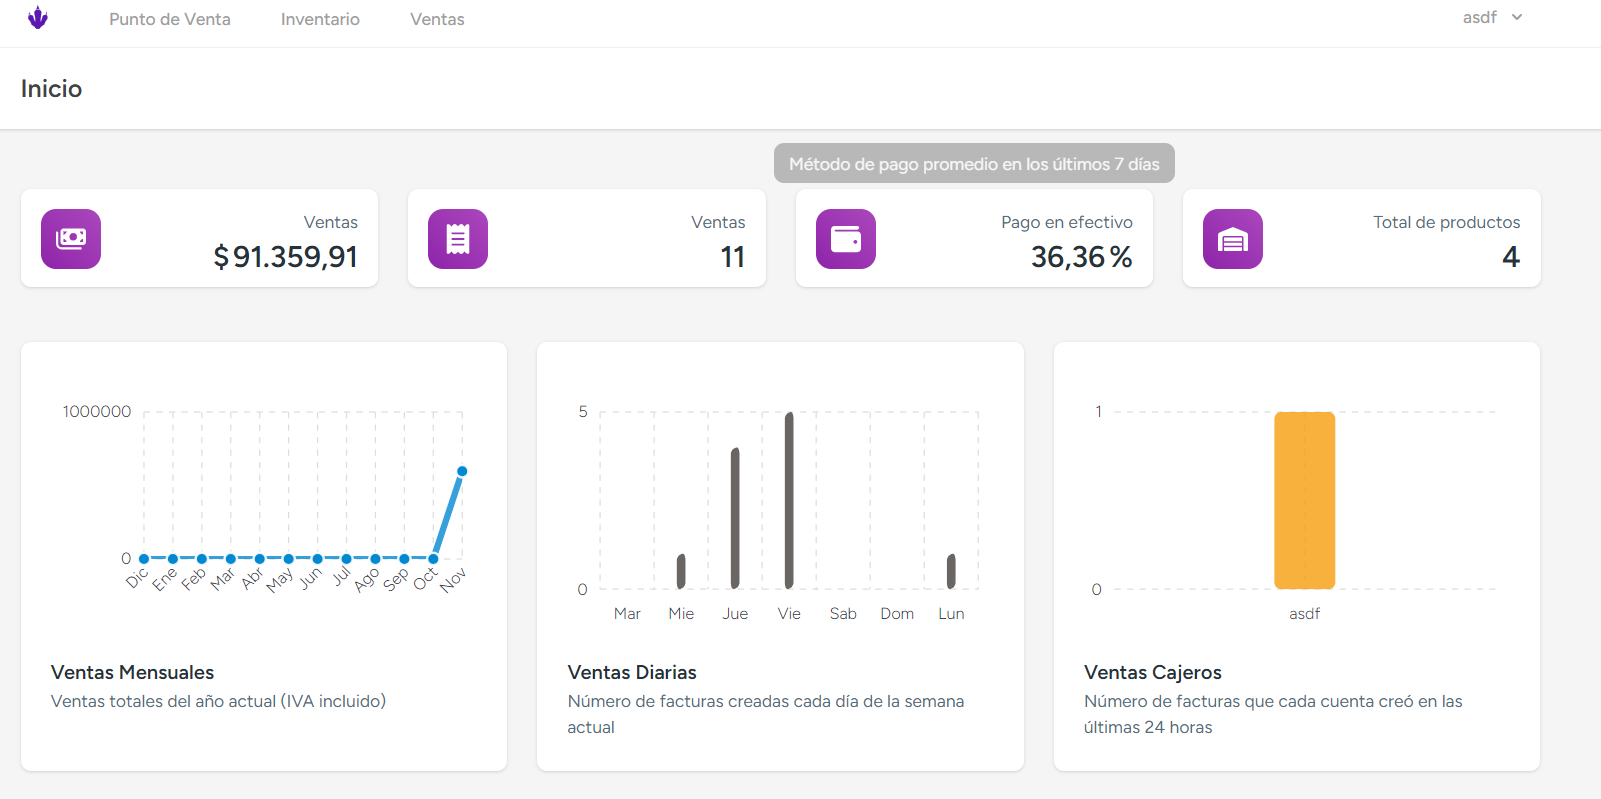 Punto de Venta
Inventario
Ventas
asdf
Inicio
Método de pago promedio en los últimos 7 días
Ventas
$ 91.359,91
Ventas
11
Pago en efectivo
36,36 %
Total de productos
4
1000000
0
Dic
Ene
Feb
Mar
Abr
May
Jun
Jul
Ago
Sep
Oct
Nov
Ventas Mensuales
Ventas totales del año actual (IVA incluido)
5
0
Mar
Mie
Jue
Vie
Sab
Dom
Lun
Ventas Diarias
Número de facturas creadas cada día de la semana
actual
1
0
asdf
Ventas Cajeros
Número de facturas que cada cuenta creó en las
últimas 24 horas